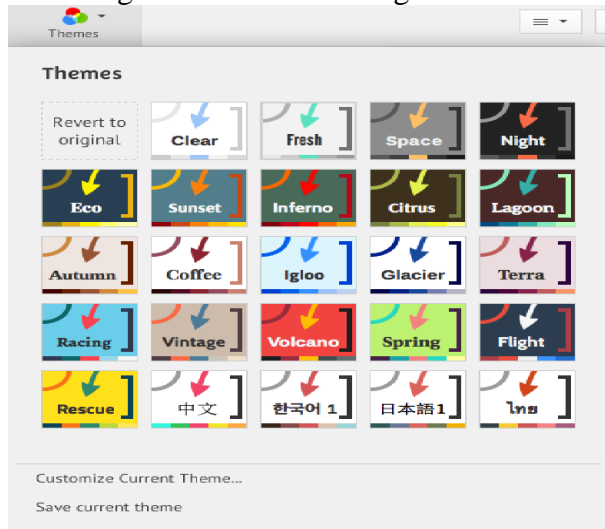 Themes
Themes
Revert to
original
Clear
Fresh
Space
Night
Eco
Sunset
Inferno
Citrus
Lagoon
Autumn
Coffee
Igloo
Glacier
Terra
Racing
Vintage
Volcano
Spring
Flight
Rescue
中文
한국어 1
日本語1
ไทย
Customize Current Theme...
Save current theme